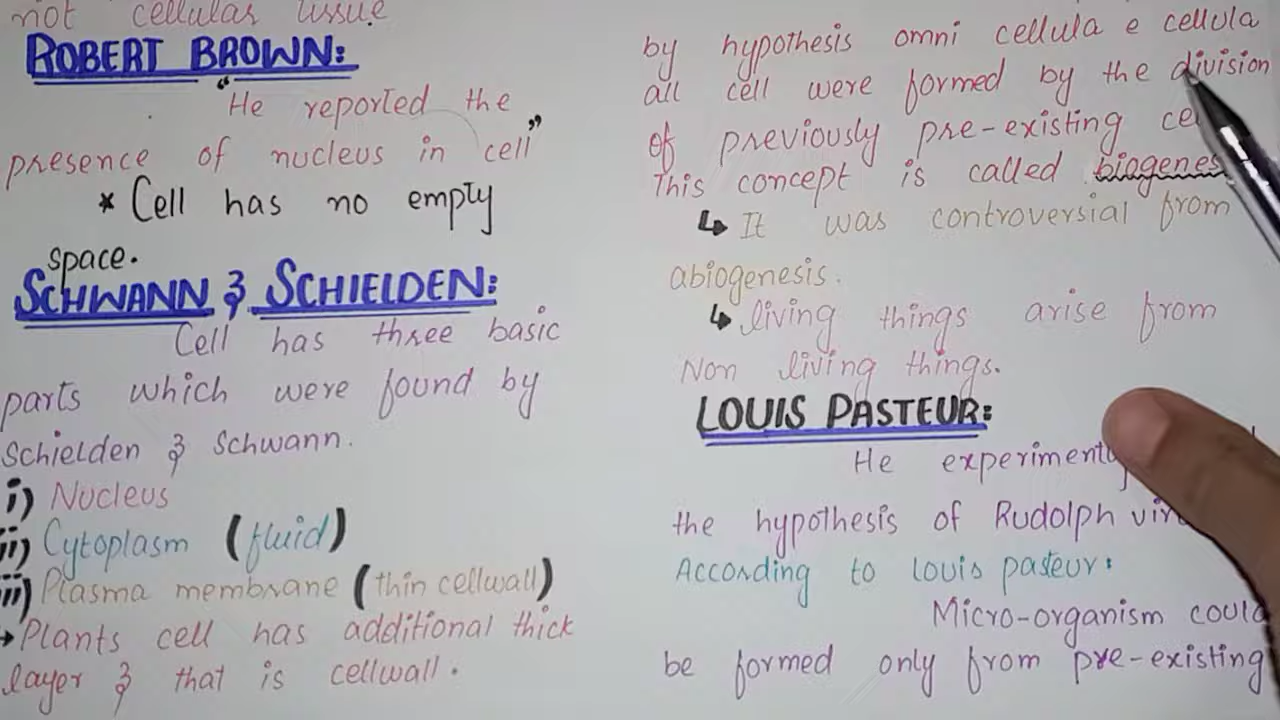 not cellular tissue
ROBERT BROWN:
"He reported the
presence of nucleus in cell"
* Cell has no empty
space.
SCHWANN & SCHIELDEN:
Cell has three basic
parts which were found by
Schielden & Schwann.
i) Nucleus
ii) Cytoplasm (fluid)
iii) Plasma membrane (thin cellwall)
→ Plants cell has additional thick
layer & that is cellwall.
by hypothesis omni cellula e cellula
all cell were formed by the division
of previously pre-existing
This concept is called
↳ It was controversial from
abiogenesis.
↳ living things arise from
Non living things.
LOUIS PASTEUR:
He
the hypothesis of Rudolph
According to louis pasteur:
Micro-organism could
be formed only from pre-existing